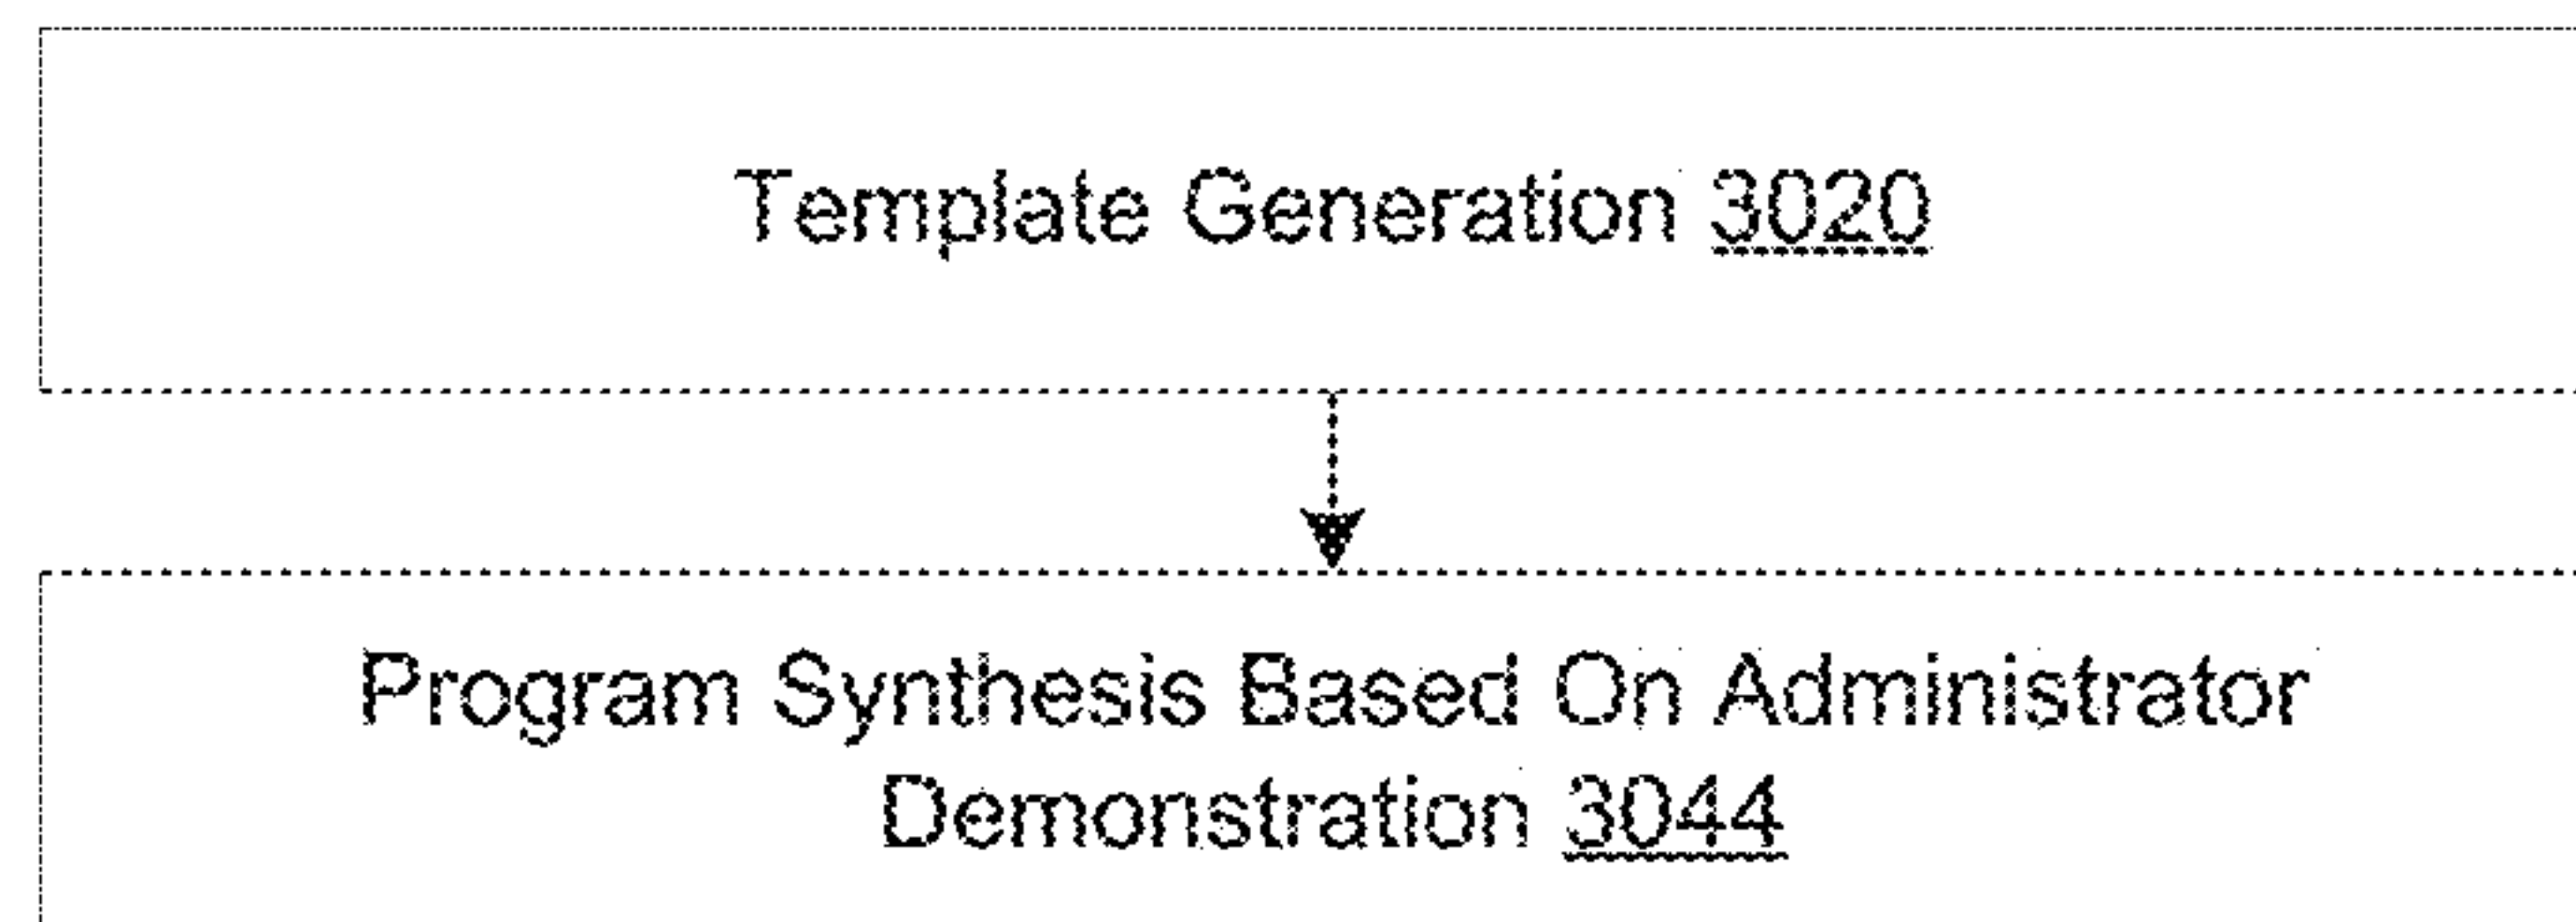 Template Generation 3020
Program Synthesis Based On Administrator
Demonstration 3044